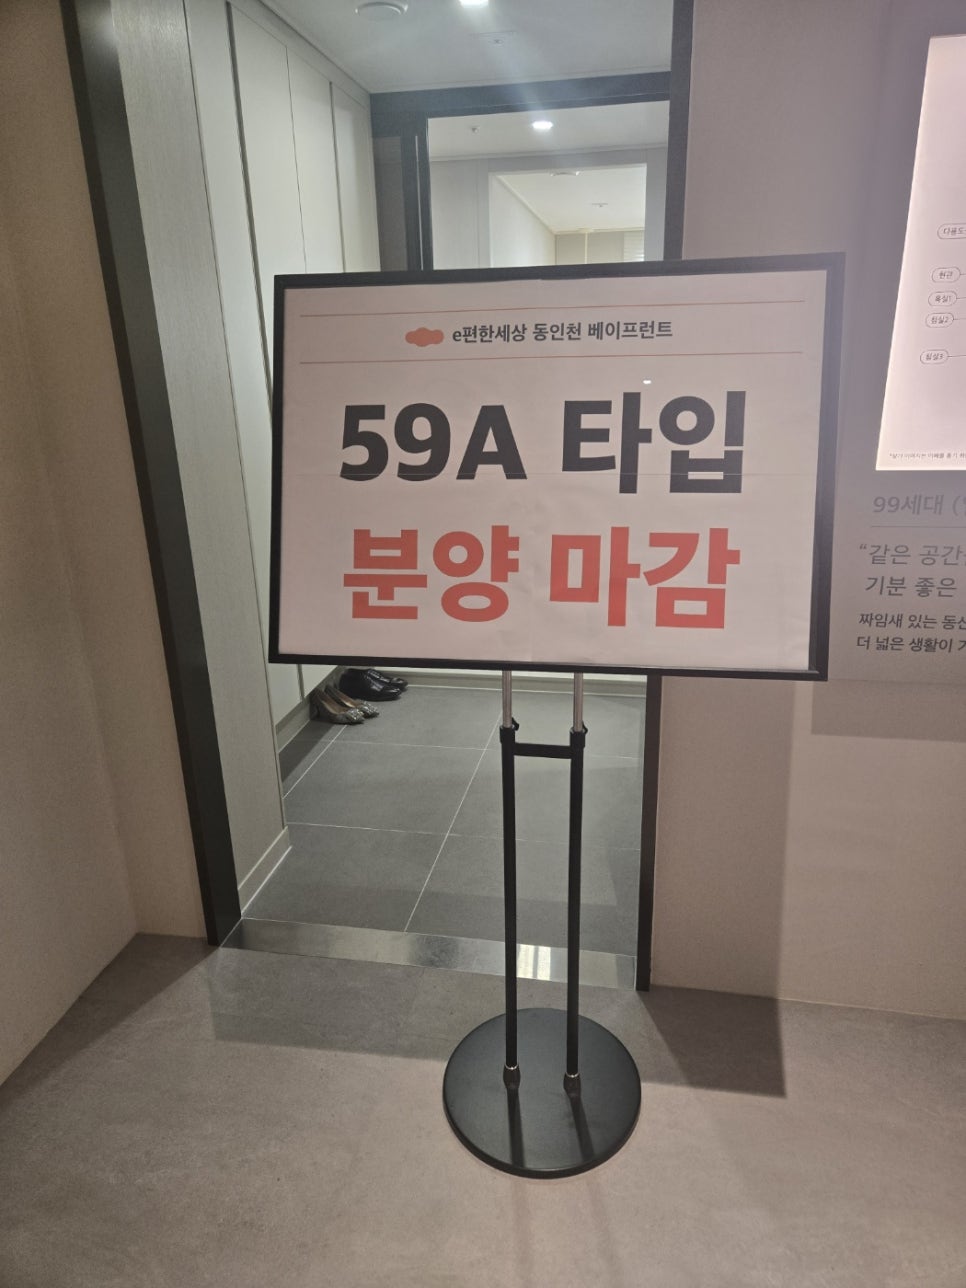 e편한세상 동인천 베이프런트
59A 타입
분양 마감
현관
욕실1
침실2
침실3
99세대
“같은 공간
기분 좋은
짜임새 있는
더 넓은 생활이